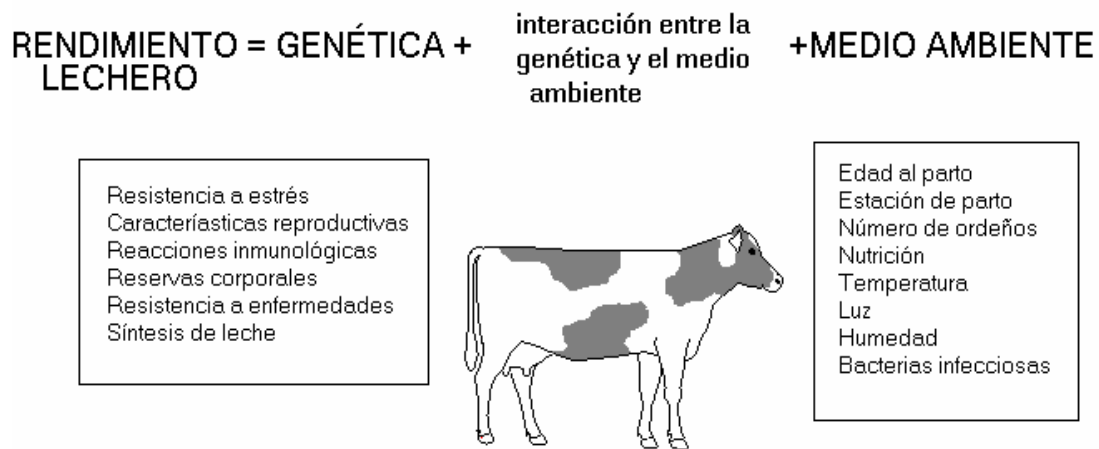 RENDIMIENTO = GENÉTICA +
LECHERO
interacción entre la
genética y el medio
ambiente
+MEDIO AMBIENTE
Resistencia a estrés
Caracteríasticas reproductivas
Reacciones inmunológicas
Reservas corporales
Resistencia a enfermedades
Síntesis de leche
Edad al parto
Estación de parto
Número de ordeños
Nutrición
Temperatura
Luz
Humedad
Bacterias infecciosas